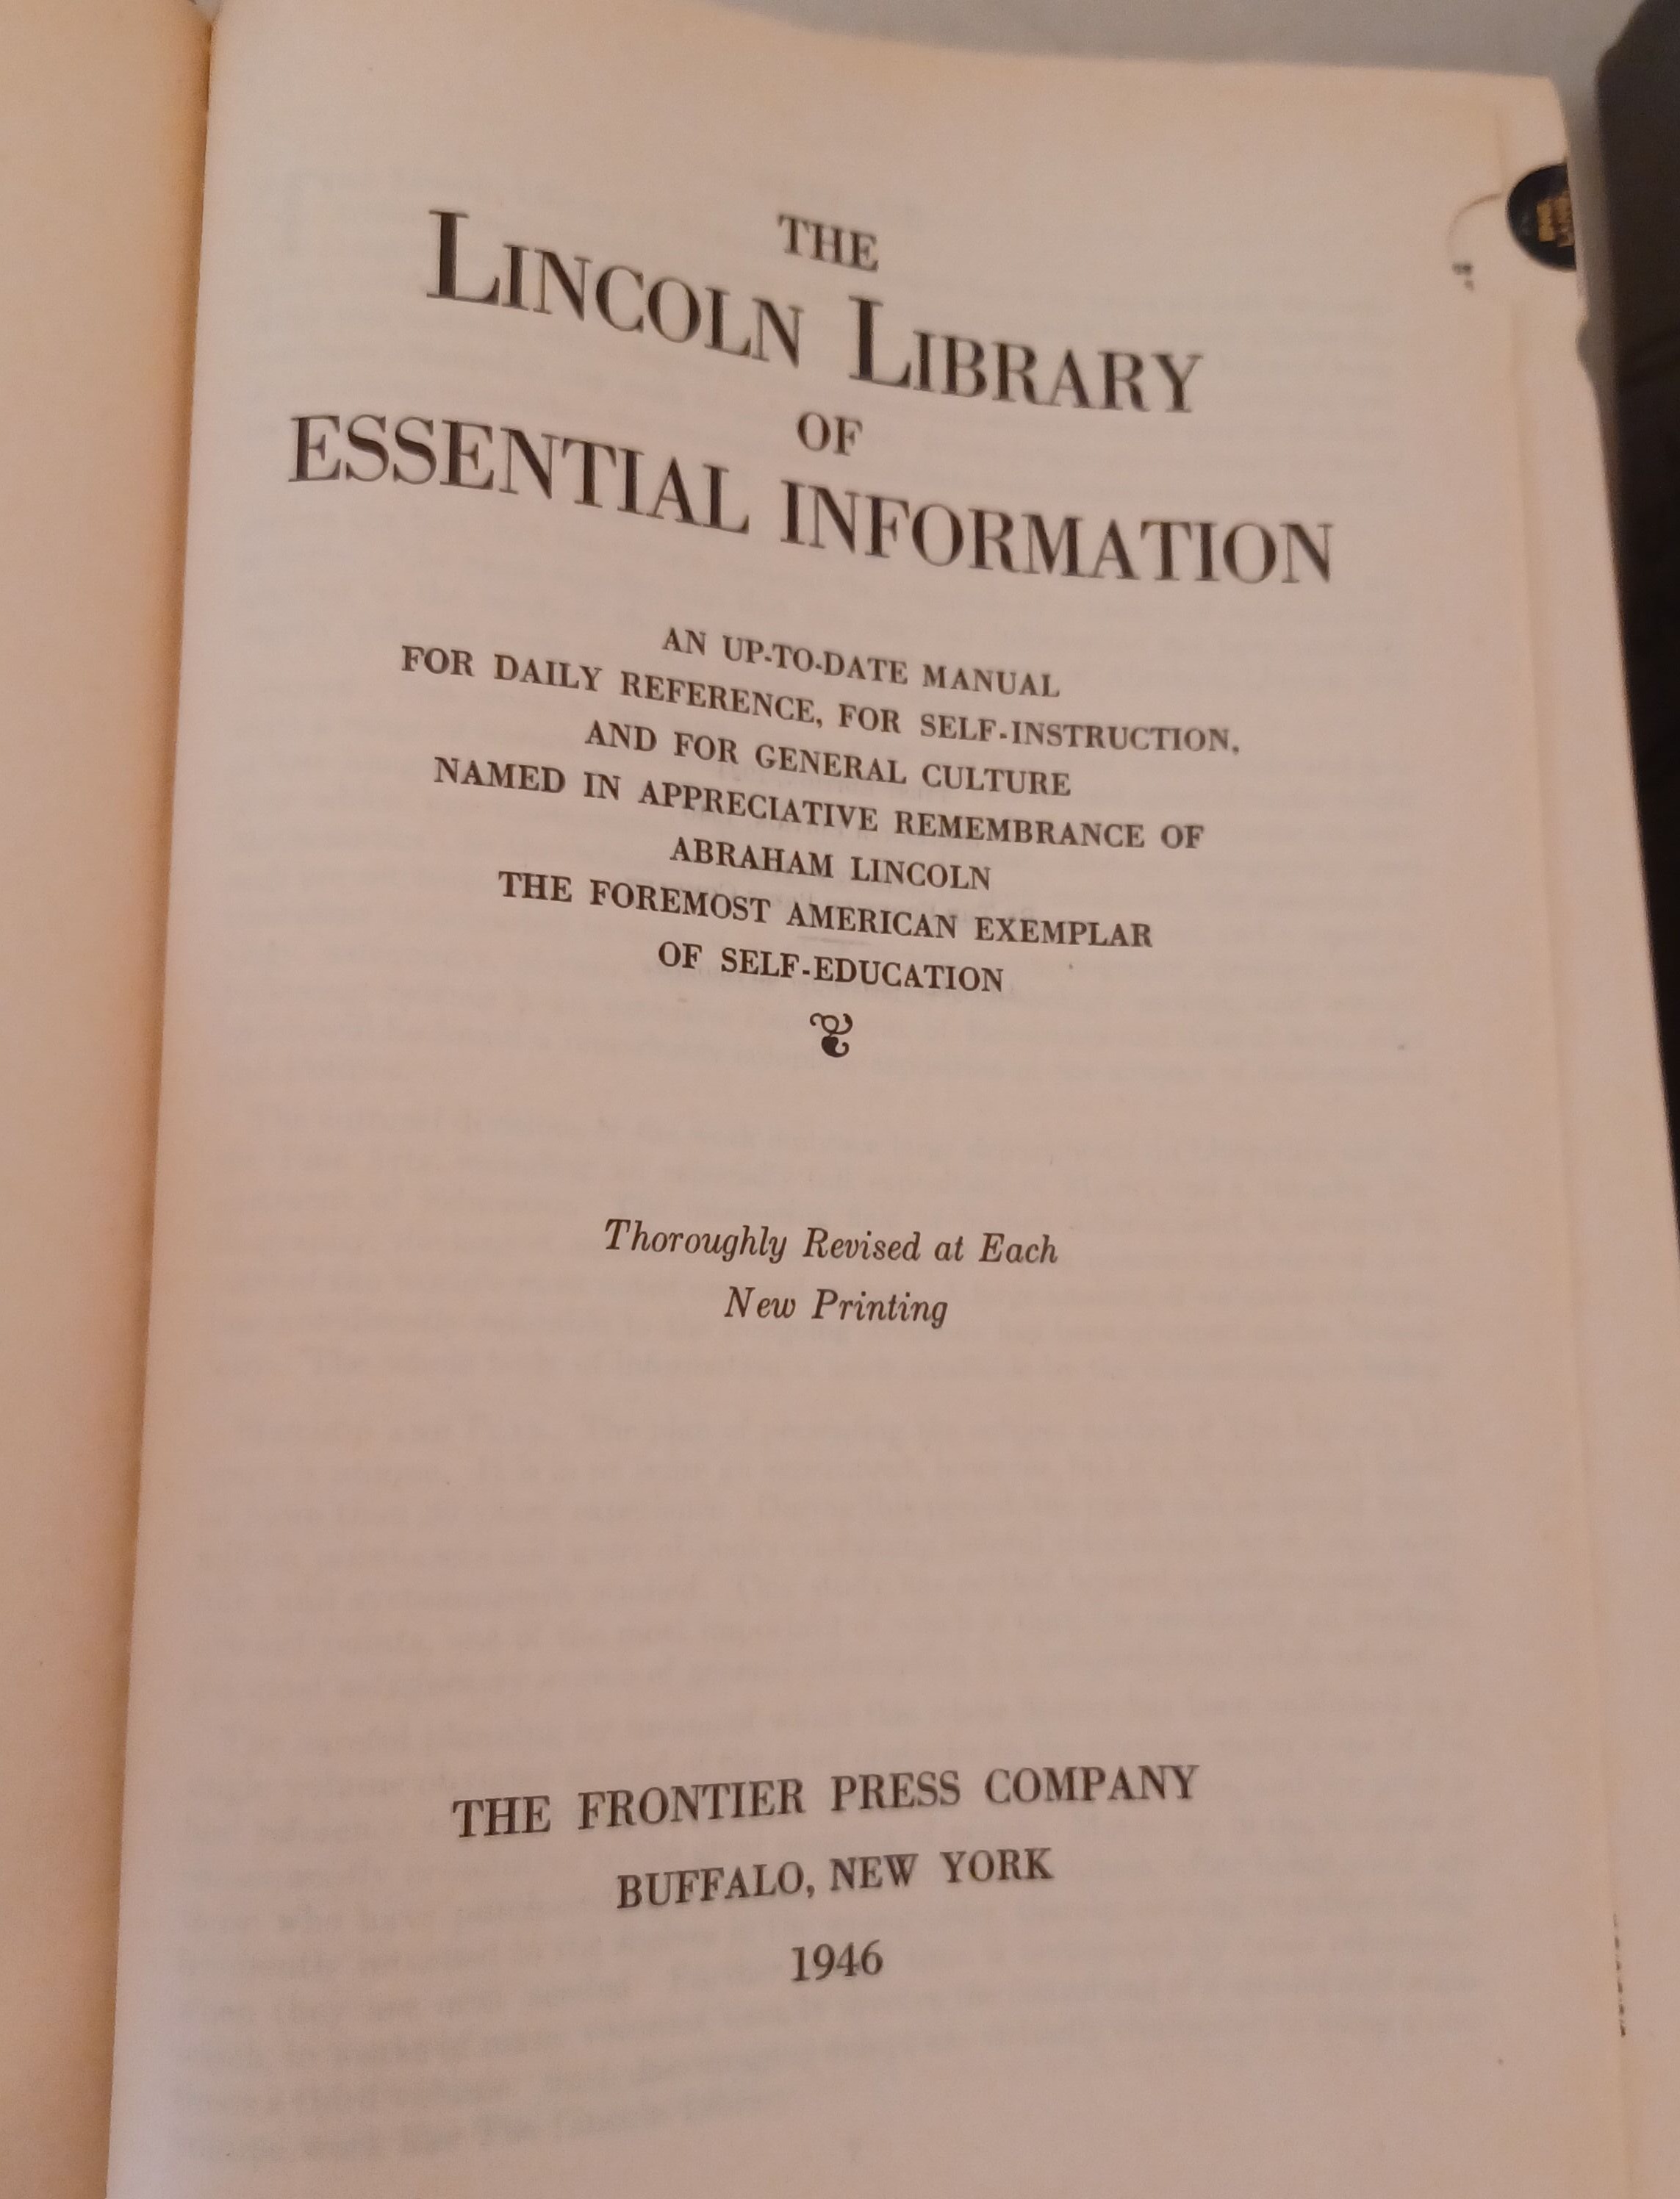 THE
LINCOLN LIBRARY
OF
ESSENTIAL INFORMATION
AN UP-TO-DATE MANUAL
FOR DAILY REFERENCE, FOR SELF-INSTRUCTION,
AND FOR GENERAL CULTURE
NAMED IN APPRECIATIVE REMEMBRANCE OF
ABRAHAM LINCOLN
THE FOREMOST AMERICAN EXEMPLAR
OF SELF-EDUCATION
Thoroughly Revised at Each
New Printing
THE FRONTIER PRESS COMPANY
BUFFALO, NEW YORK
1946